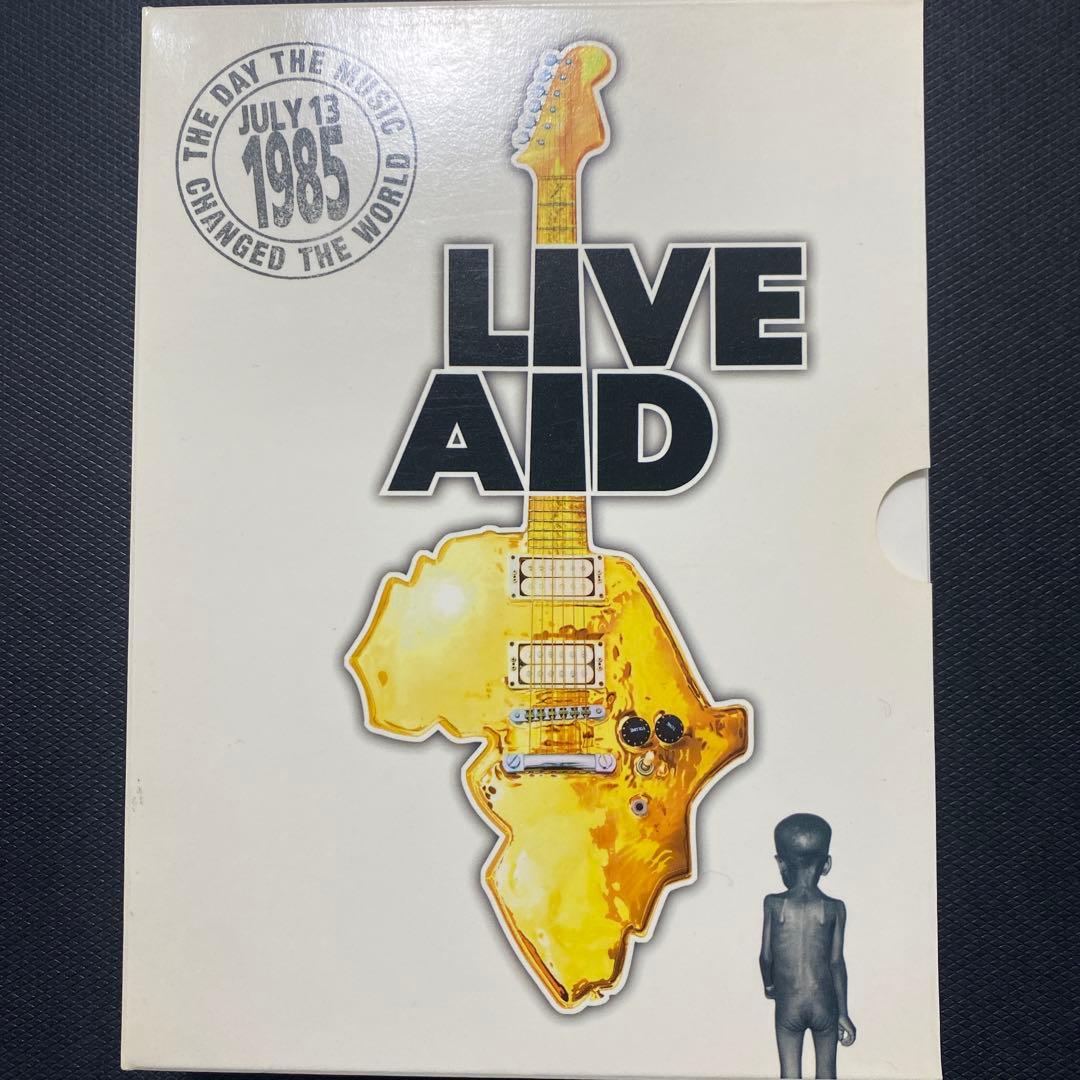 THE DAY THE MUSIC
CHANGED THE WORLD
JULY 13
1985
LIVE
AID